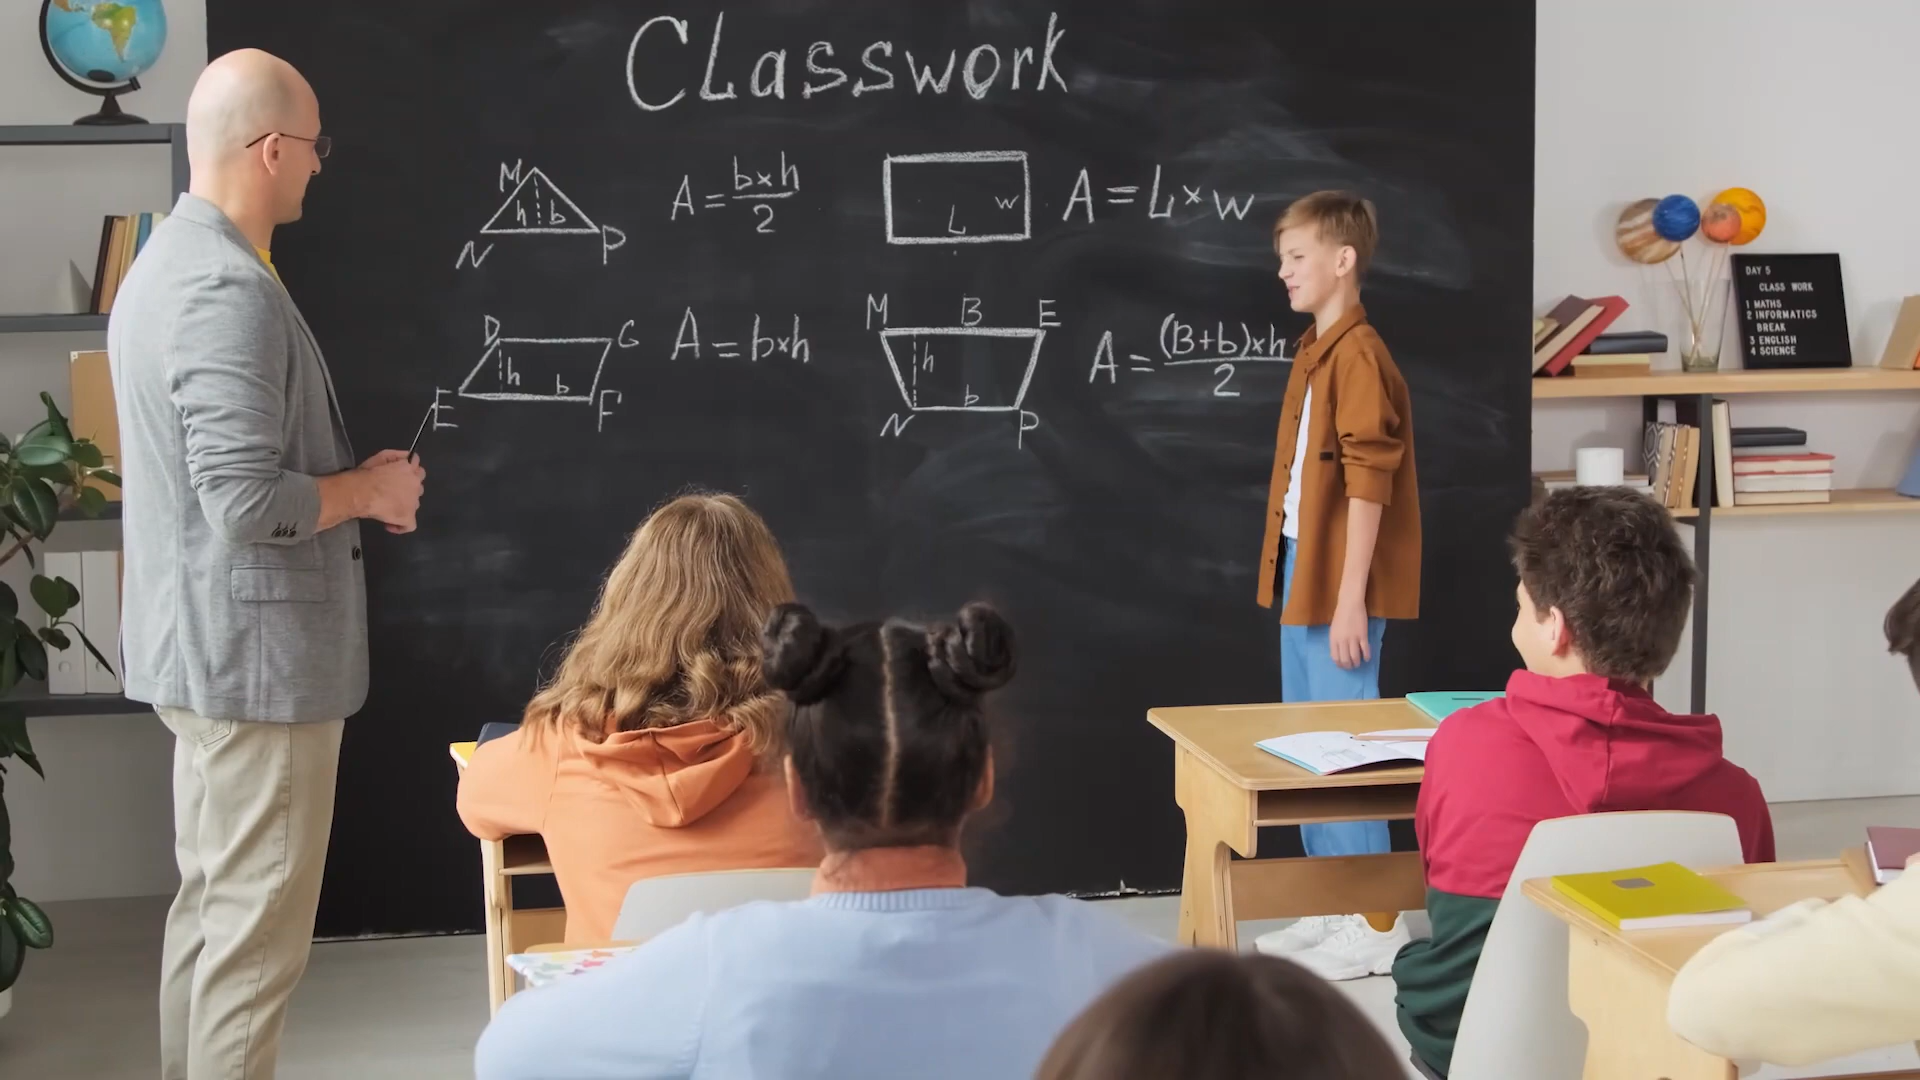 Classwork
M
h b
N P
A = b×h/2
L w
A = L×w
D G
h b
E F
A = b×h
M B E
h
b
N P
A = (B+b)×h/2
DAY 5
CLASS WORK
1 MATHS
2 INFORMATICS
BREAK
3 ENGLISH
4 SCIENCE